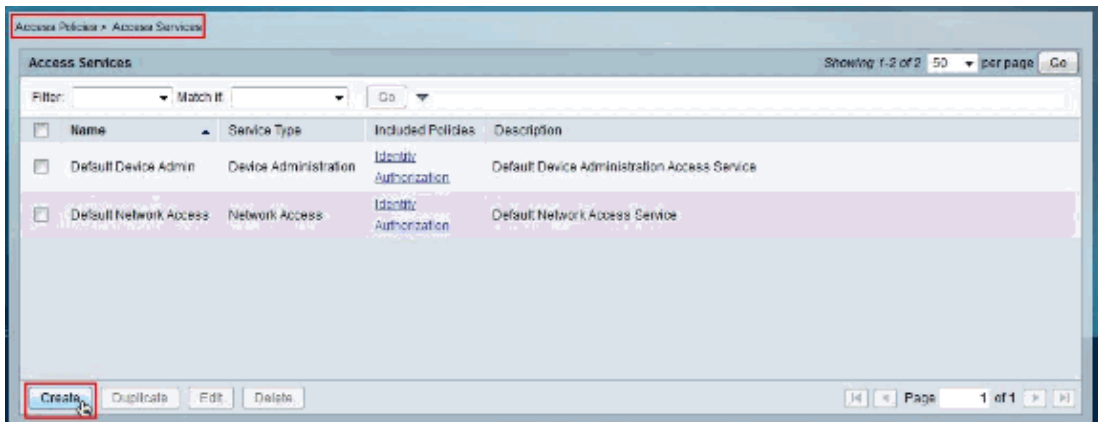 Access Policies > Access Services
Access Services Showing 1-2 of 2 50 per page Go
Filter: Match if: Go
Name Service Type Included Policies Description
Default Device Admin Device Administration Identity Authorization Default Device Administration Access Service
Default Network Access Network Access Identity Authorization Default Network Access Service
Create Duplicate Edit Delete Page 1 of 1